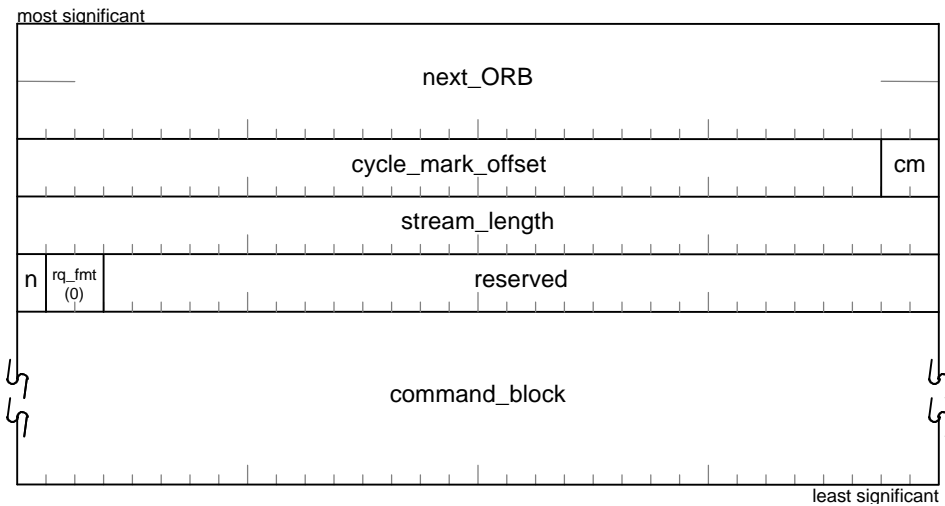 most significant
next_ORB
cycle_mark_offset cm
stream_length
n rq_fmt (0) reserved
command_block
least significant